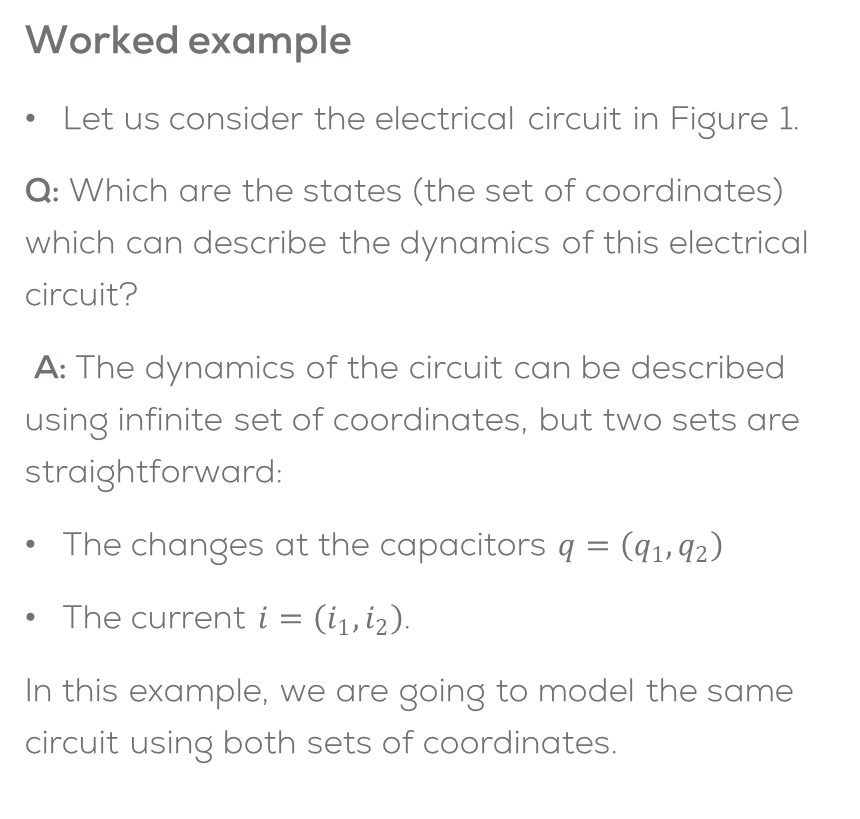 Worked example
• Let us consider the electrical circuit in Figure 1.
Q: Which are the states (the set of coordinates)
which can describe the dynamics of this electrical
circuit?
A: The dynamics of the circuit can be described
using infinite set of coordinates, but two sets are
straightforward:
• The changes at the capacitors q = (q₁, q₂)
• The current i = (i₁, i₂).
In this example, we are going to model the same
circuit using both sets of coordinates.